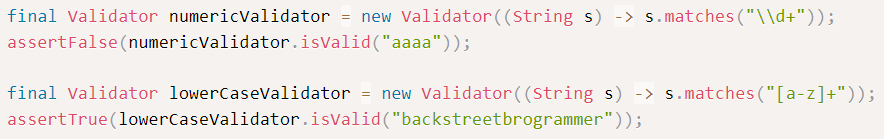 final Validator numericValidator = new Validator((String s) -> s.matches("\\d+"));
assertFalse(numericValidator.isValid("aaaa"));
final Validator lowerCaseValidator = new Validator((String s) -> s.matches("[a-z]+"));
assertTrue(lowerCaseValidator.isValid("backstreetbrogrammer"));